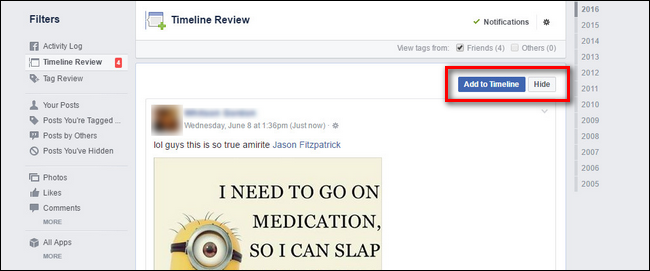 Filters
Activity Log
Timeline Review 4
Tag Review
Your Posts
Posts You're Tagged ...
Posts by Others
Posts You've Hidden
Photos
Likes
Comments
MORE
All Apps
MORE
Timeline Review
Notifications
View tags from: Friends (4) Others (0)
Add to Timeline Hide
Wednesday, June 8 at 1:36pm (Just now) ·
lol guys this is so true amirite Jason Fitzpatrick
I NEED TO GO ON
MEDICATION,
SO I CAN SLAP
2016
2015
2014
2013
2012
2011
2010
2009
2008
2007
2006
2005